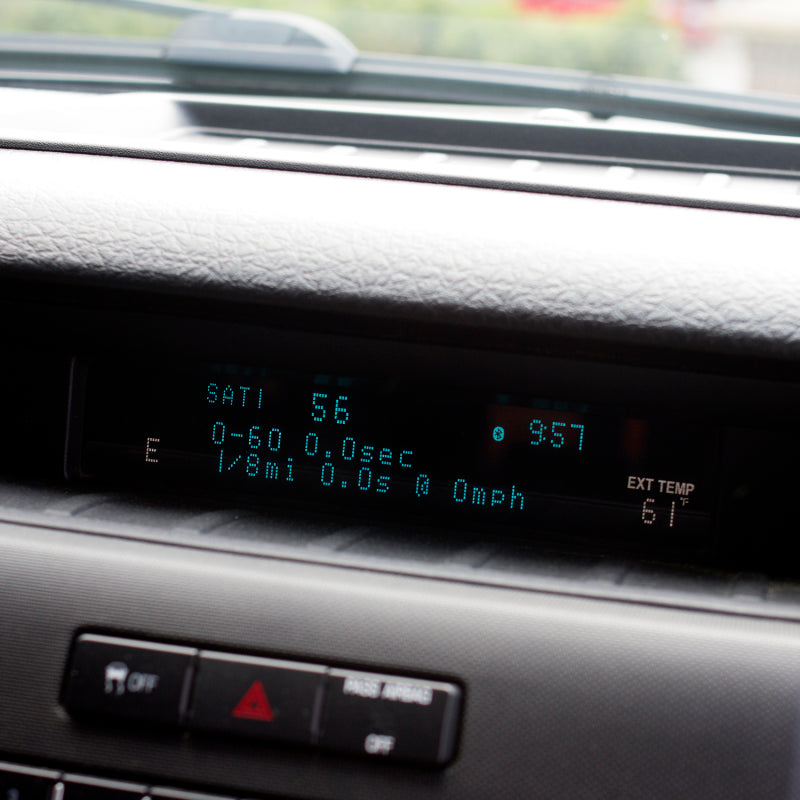 SAT1 56
9:57
0-60 0.0sec
E
1/8mi 0.0s @ 0mph
EXT TEMP
61°F
OFF
PASS AIRBAG
OFF